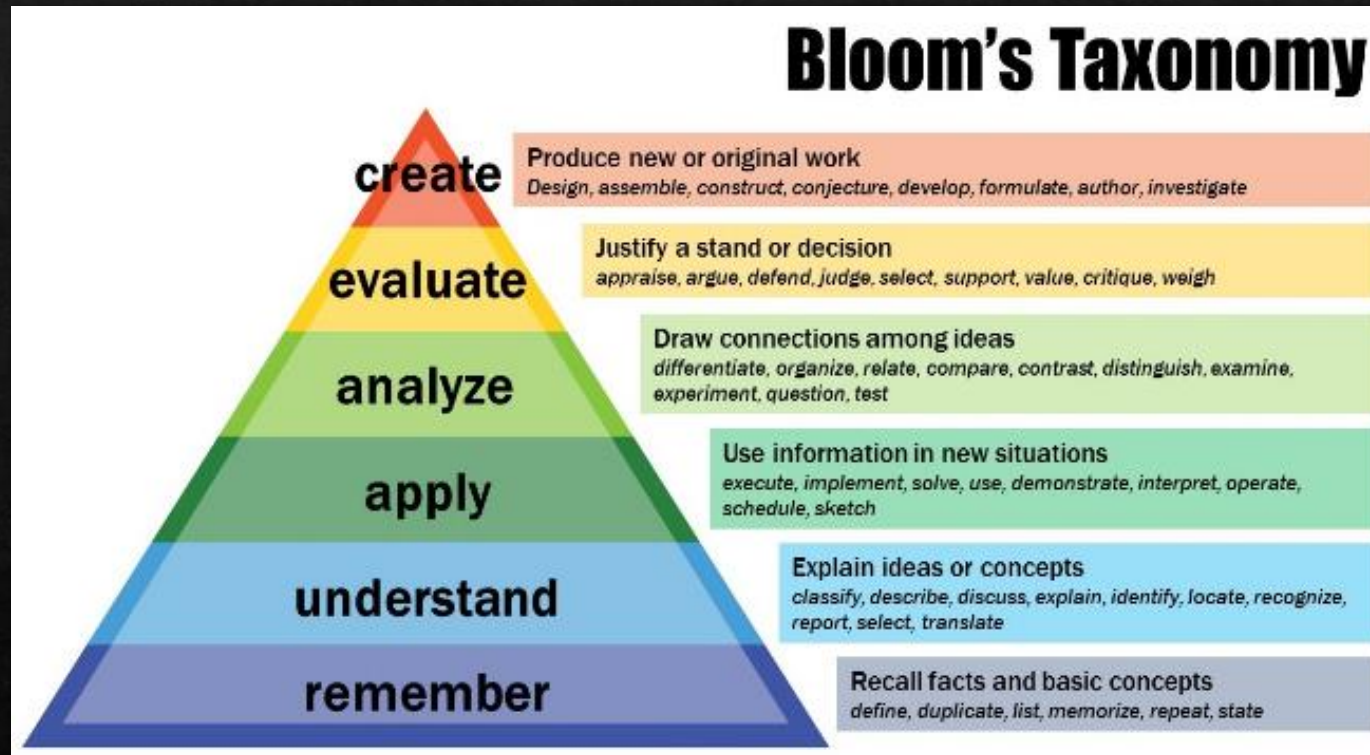 Bloom's Taxonomy
create
Produce new or original work
Design, assemble, construct, conjecture, develop, formulate, author, investigate
evaluate
Justify a stand or decision
appraise, argue, defend, judge, select, support, value, critique, weigh
analyze
Draw connections among ideas
differentiate, organize, relate, compare, contrast, distinguish, examine,
experiment, question, test
apply
Use information in new situations
execute, implement, solve, use, demonstrate, interpret, operate,
schedule, sketch
understand
Explain ideas or concepts
classify, describe, discuss, explain, identify, locate, recognize,
report, select, translate
remember
Recall facts and basic concepts
define, duplicate, list, memorize, repeat, state